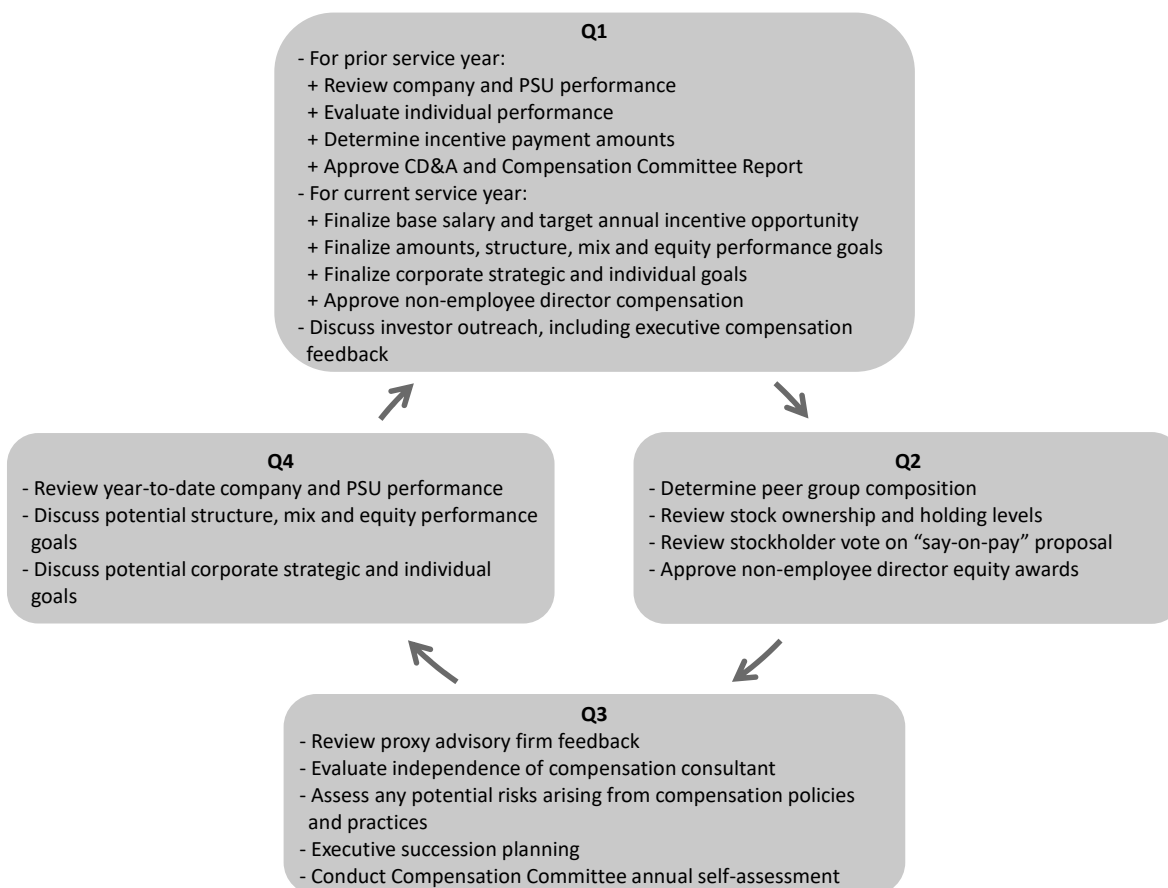 Q1
- For prior service year:
+ Review company and PSU performance
+ Evaluate individual performance
+ Determine incentive payment amounts
+ Approve CD&A and Compensation Committee Report
- For current service year:
+ Finalize base salary and target annual incentive opportunity
+ Finalize amounts, structure, mix and equity performance goals
+ Finalize corporate strategic and individual goals
+ Approve non-employee director compensation
- Discuss investor outreach, including executive compensation
feedback
Q2
- Determine peer group composition
- Review stock ownership and holding levels
- Review stockholder vote on “say-on-pay” proposal
- Approve non-employee director equity awards
Q3
- Review proxy advisory firm feedback
- Evaluate independence of compensation consultant
- Assess any potential risks arising from compensation policies
and practices
- Executive succession planning
- Conduct Compensation Committee annual self-assessment
Q4
- Review year-to-date company and PSU performance
- Discuss potential structure, mix and equity performance
goals
- Discuss potential corporate strategic and individual
goals